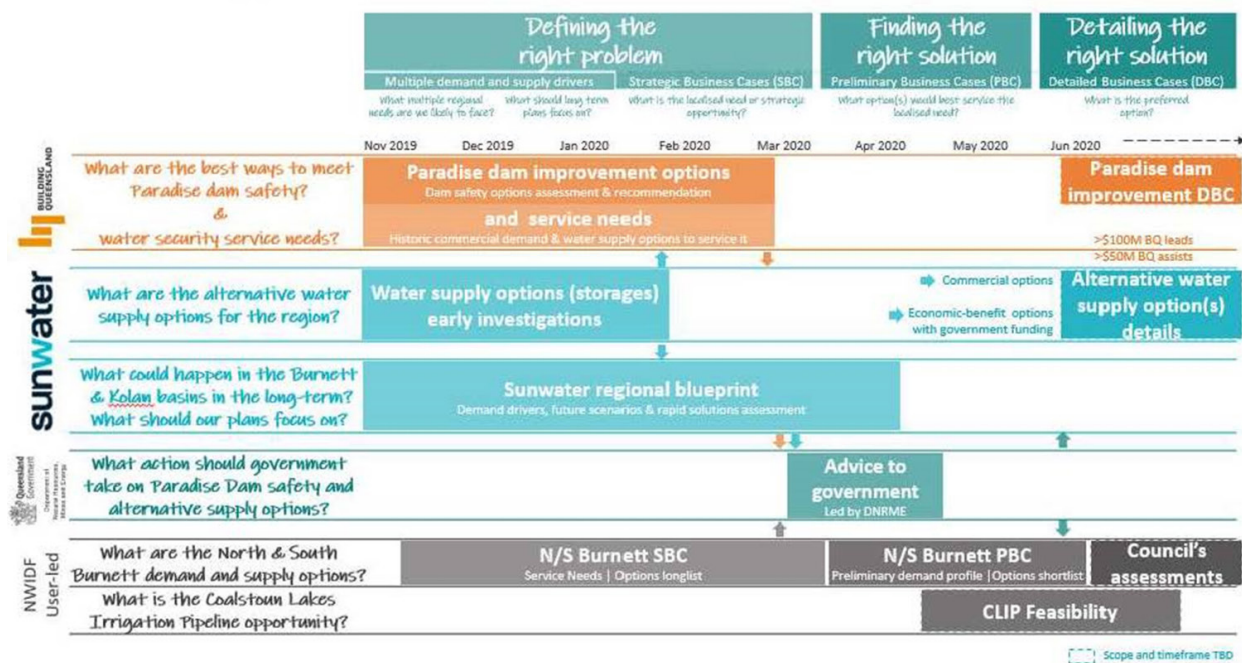 Defining the
right problem
Multiple demand and supply drivers
Strategic Business Cases (SBC)
What multiple regional
needs are we likely to face?
What should long term
plans focus on?
What is the localised need or strategic
opportunity?
Finding the
right solution
Preliminary Business Cases (PBC)
What option(s) would best service the
localised need?
Detailing the
right solution
Detailed Business Cases (DBC)
What is the preferred
option?
Nov 2019 Dec 2019 Jan 2020 Feb 2020 Mar 2020 Apr 2020 May 2020 Jun 2020
BUILDING
QUEENSLAND
What are the best ways to meet
Paradise dam safety?
&
water security service needs?
Paradise dam improvement options
Dam safety options assessment & recommendation
and service needs
Historic commercial demand & water supply options to service it
Paradise dam
improvement DBC
>$100M BQ leads
>$50M BQ assists
sunwater
What are the alternative water
supply options for the region?
Water supply options (storages)
early investigations
Commercial options
Economic-benefit options
with government funding
Alternative water
supply option(s)
details
What could happen in the Burnett
& Kolan basins in the long-term?
What should our plans focus on?
Sunwater regional blueprint
Demand drivers, future scenarios & rapid solutions assessment
Queensland
Government
Department of
Natural Resources,
Mines and Energy
What action should government
take on Paradise Dam safety and
alternative supply options?
Advice to
government
Led by DNRME
NWIDF
User-led
What are the North & South
Burnett demand and supply options?
N/S Burnett SBC
Service Needs | Options longlist
N/S Burnett PBC
Preliminary demand profile |Options shortlist
Council's
assessments
What is the Coalstoun Lakes
Irrigation Pipeline opportunity?
CLIP Feasibility
Scope and timeframe TBD